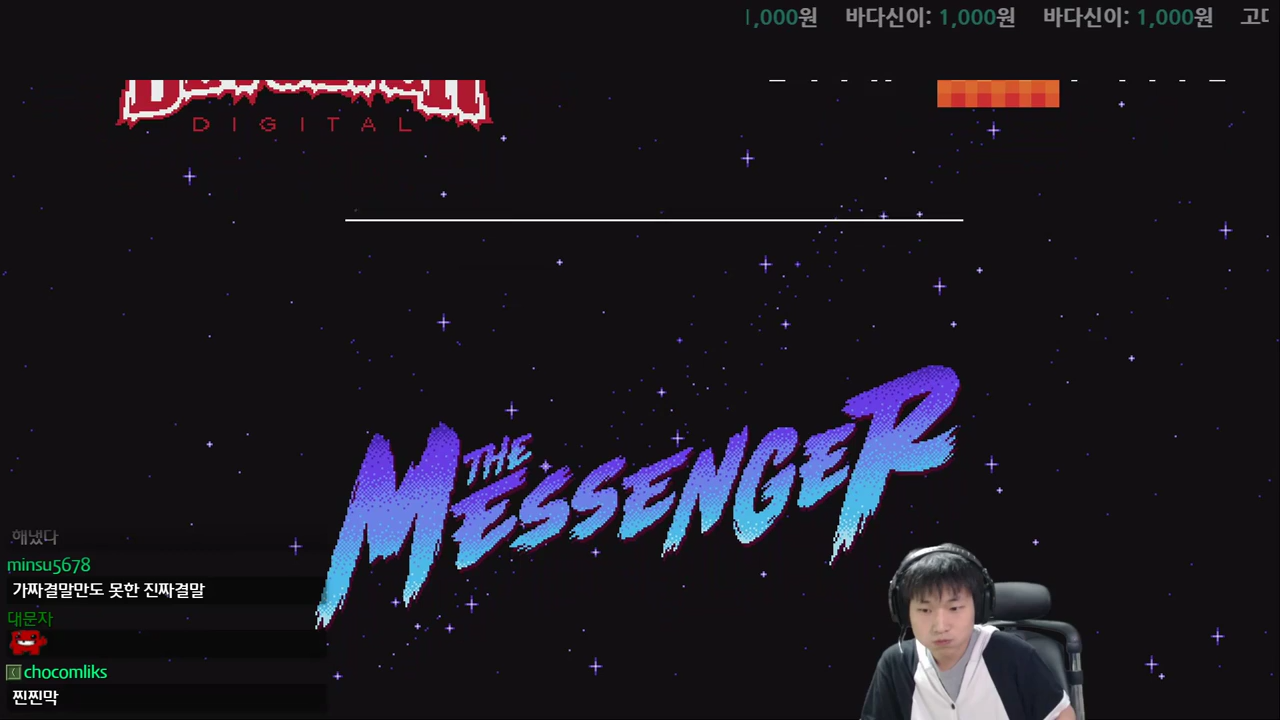 ,000원 바다신이: 1,000원 바다신이: 1,000원
DIGITAL
THE
MESSENGER
해냈다
minsu5678
가짜결말만도 못한 진짜결말
대문자
chocomliks
찐찐막